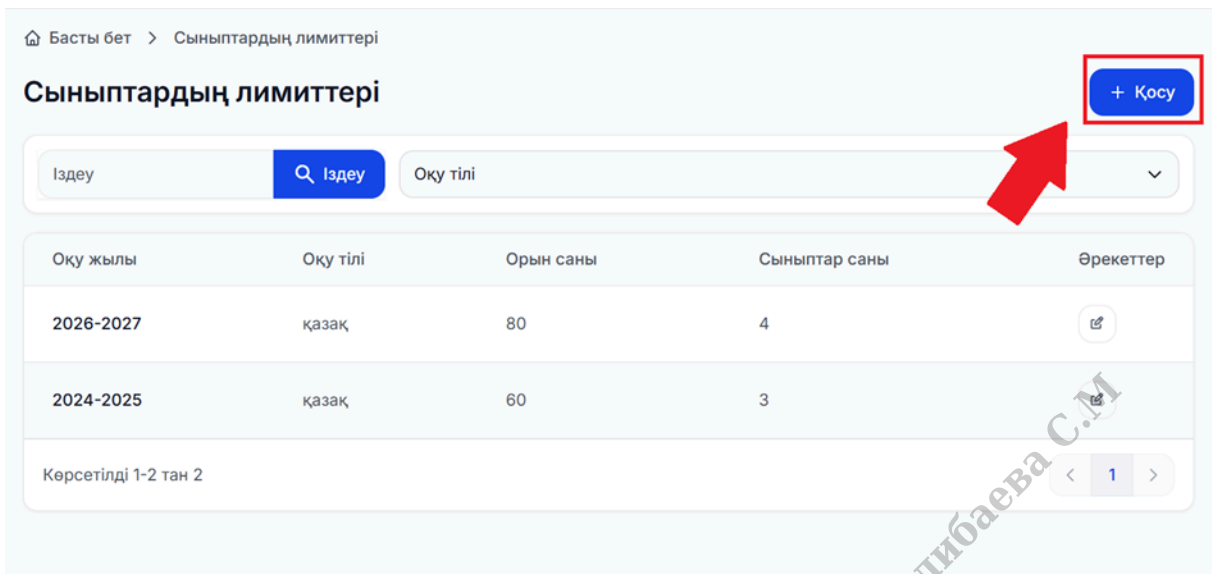 Басты бет > Сыныптардың лимиттері
Сыныптардың лимиттері
+ Қосу
Іздеу
Іздеу
Оқу тілі
Оқу жылы Оқу тілі Орын саны Сыныптар саны Әрекеттер
2026-2027 қазақ 80 4
2024-2025 қазақ 60 3
Көрсетілді 1-2 тан 2
< 1 >
С.М